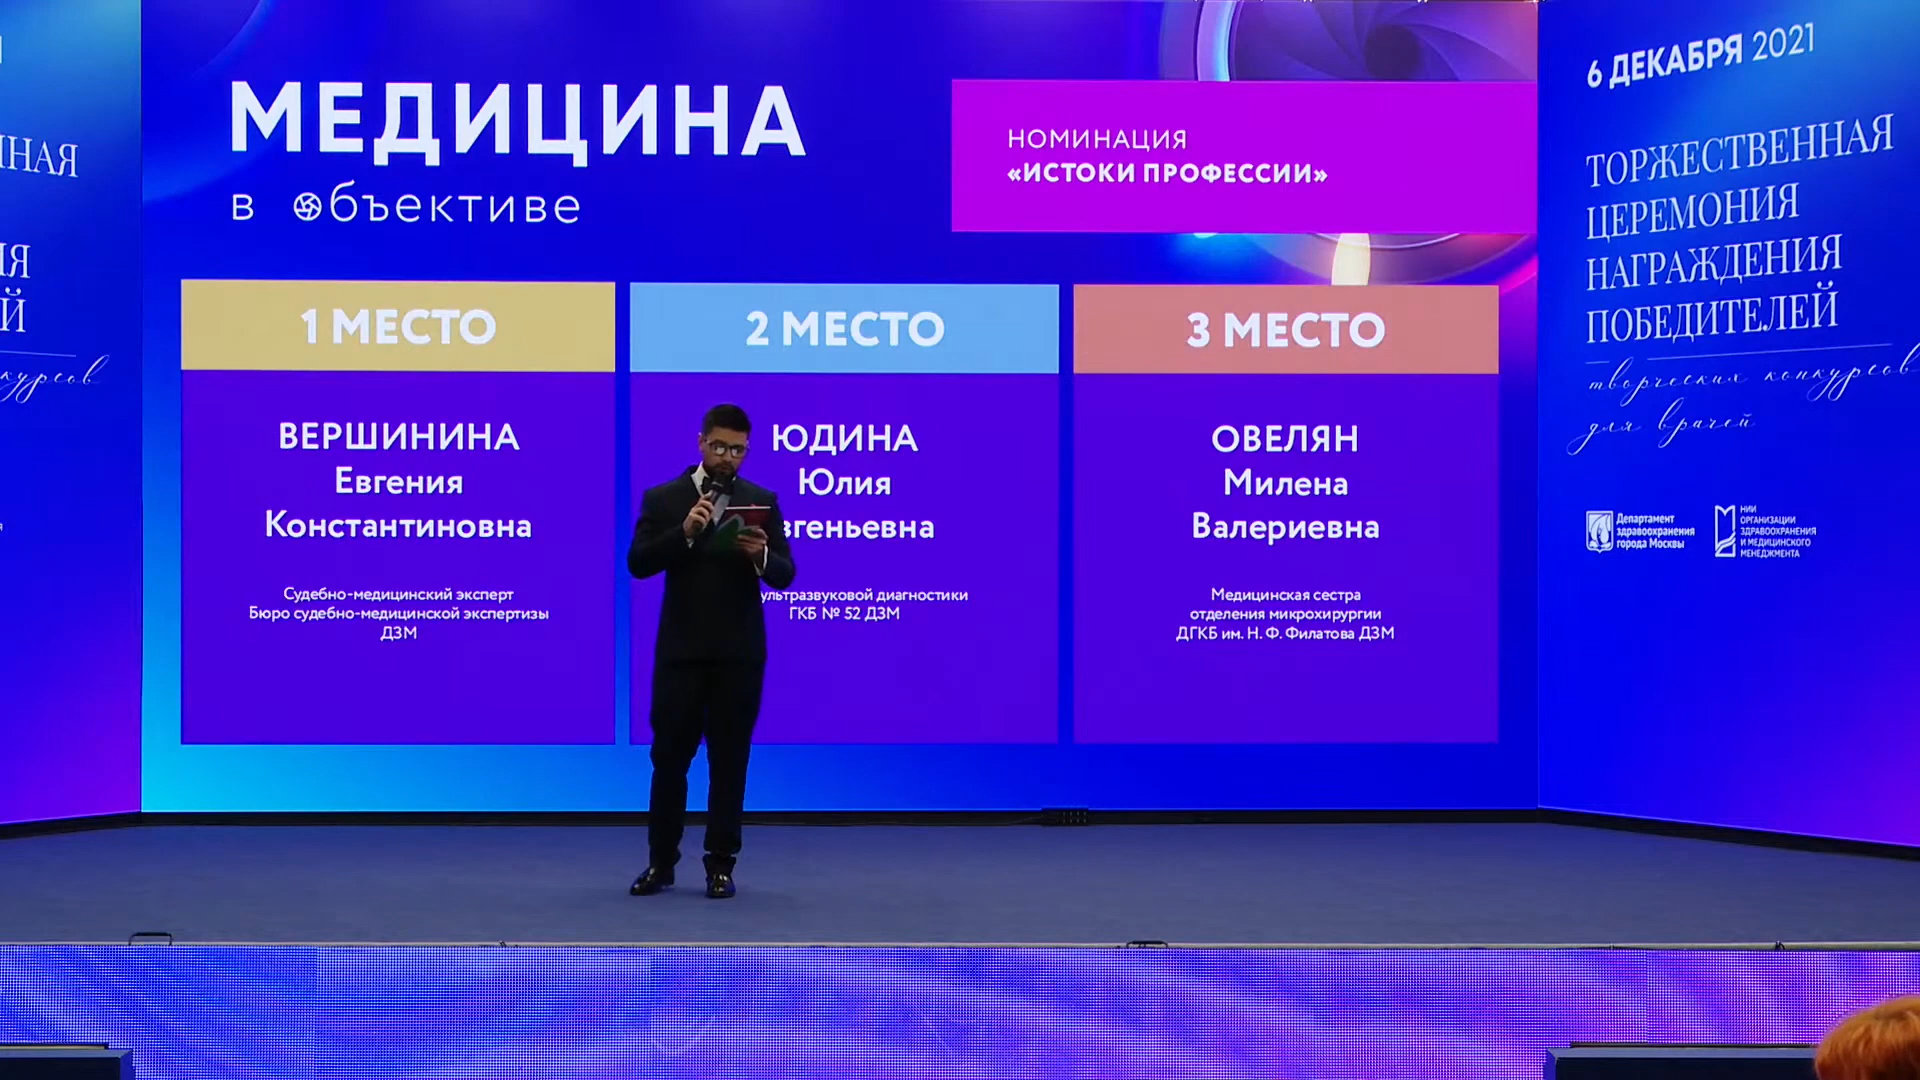 МЕДИЦИНА
в объективе
НОМИНАЦИЯ
«ИСТОКИ ПРОФЕССИИ»
1 МЕСТО
ВЕРШИНИНА
Евгения
Константиновна
Судебно-медицинский эксперт
Бюро судебно-медицинской экспертизы
ДЗМ
2 МЕСТО
ЮДИНА
Юлия
вгеньевна
ультразвуковой диагностики
ГКБ № 52 ДЗМ
3 МЕСТО
ОВЕЛЯН
Милена
Валериевна
Медицинская сестра
отделения микрохирургии
ДГКБ им. Н. Ф. Филатова ДЗМ
6 ДЕКАБРЯ 2021
ТОРЖЕСТВЕННАЯ
ЦЕРЕМОНИЯ
НАГРАЖДЕНИЯ
ПОБЕДИТЕЛЕЙ
творческих конкурсов
для врачей
Департамент
здравоохранения
города Москвы
НИИ
ОРГАНИЗАЦИИ
ЗДРАВООХРАНЕНИЯ
И МЕДИЦИНСКОГО
МЕНЕДЖМЕНТА
ННАЯ
ИЯ
Й
курсов